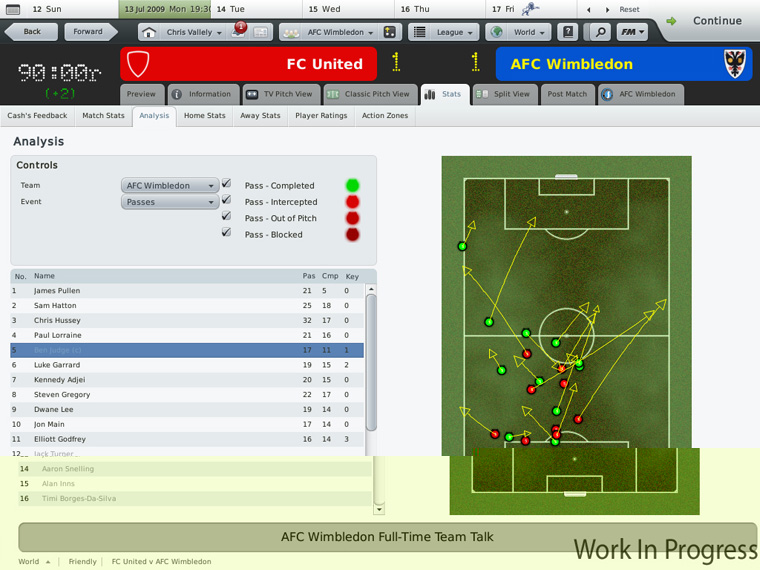 12 Sun 13 Jul 2009 Mon 19:30 14 Tue 15 Wed 16 Thu 17 Fri Reset
Back Forward Chris Vallely AFC Wimbledon League World FM Continue
90:00
(+2)
FC United 1 1 AFC Wimbledon
Preview Information TV Pitch View Classic Pitch View Stats Split View Post Match AFC Wimbledon
Cash's Feedback Match Stats Analysis Home Stats Away Stats Player Ratings Action Zones
Analysis
Controls
Team AFC Wimbledon Pass - Completed
Event Passes Pass - Intercepted
Pass - Out of Pitch
Pass - Blocked
No. Name Pas Cmp Key
1 James Pullen 21 5 0
2 Sam Hatton 25 18 0
3 Chris Hussey 32 17 0
4 Paul Lorraine 21 16 0
5 Ben Judge 17 11 1
6 Luke Garrard 19 15 2
7 Kennedy Adjei 20 15 0
8 Steven Gregory 22 17 0
9 Dwane Lee 19 14 0
10 Jon Main 17 14 0
11 Elliott Godfrey 16 14 3
12 Jack Turner
14 Aaron Snelling
15 Alan Inns
16 Timi Borges-Da-Silva
AFC Wimbledon Full-Time Team Talk
Work In Progress
World Friendly FC United v AFC Wimbledon